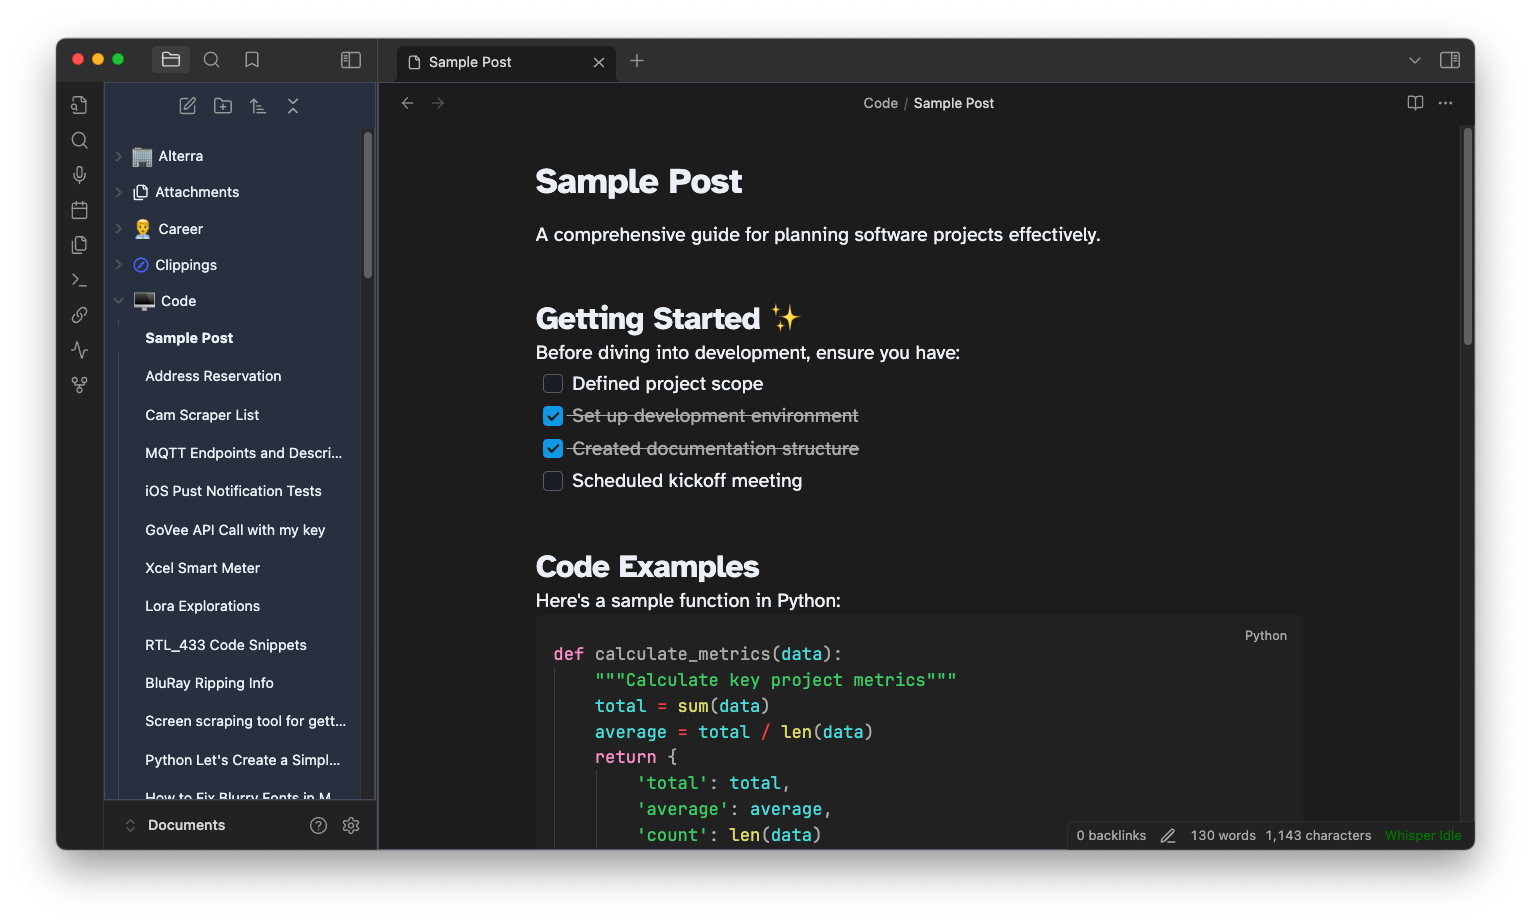 Sample Post
Code / Sample Post
Alterra
Attachments
Career
Clippings
Code
Sample Post
Address Reservation
Cam Scraper List
MQTT Endpoints and Descri...
iOS Pust Notification Tests
GoVee API Call with my key
Xcel Smart Meter
Lora Explorations
RTL_433 Code Snippets
BluRay Ripping Info
Screen scraping tool for gett...
Python Let's Create a Simpl...
How to Fix Blurry Fonts in M
Documents
Sample Post
A comprehensive guide for planning software projects effectively.
Getting Started ✨
Before diving into development, ensure you have:
Defined project scope
Set up development environment
Created documentation structure
Scheduled kickoff meeting
Code Examples
Here's a sample function in Python:
Python
def calculate_metrics(data):
    """Calculate key project metrics"""
    total = sum(data)
    average = total / len(data)
    return {
        'total': total,
        'average': average,
        'count': len(data)
0 backlinks 130 words 1,143 characters Whisper Idle